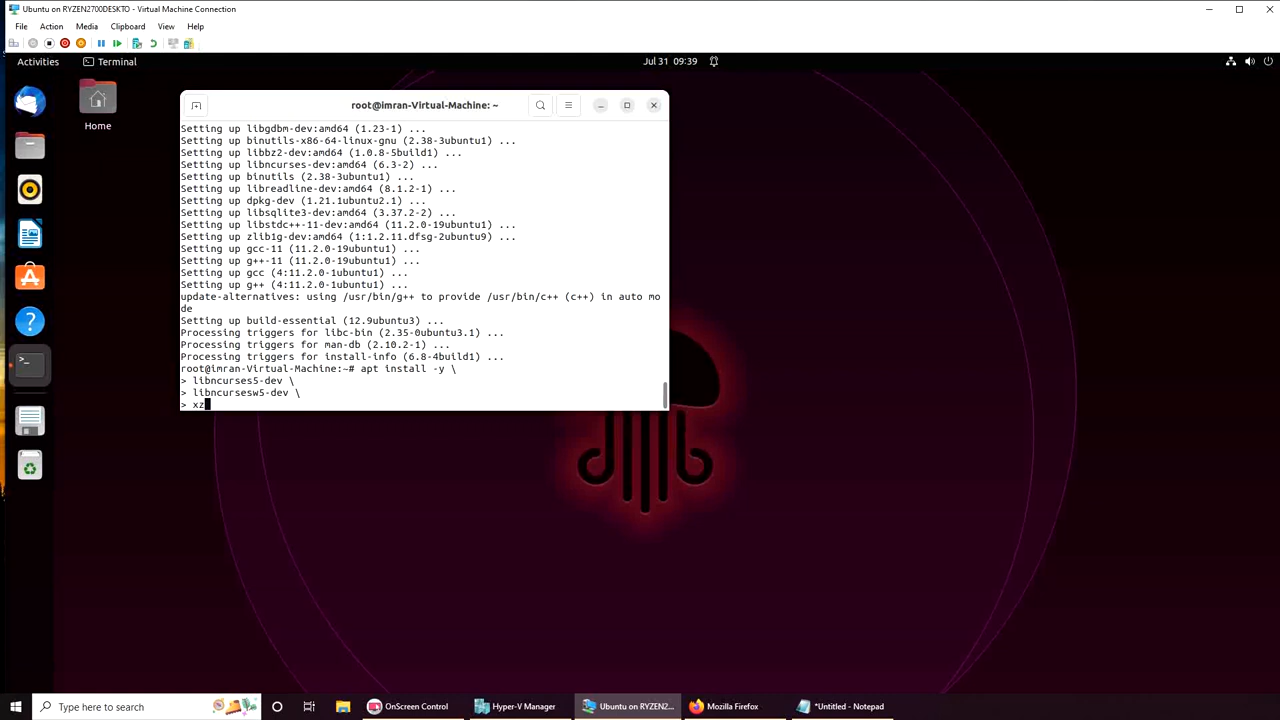 Ubuntu on RYZEN2700DESKTO - Virtual Machine Connection
File Action Media Clipboard View Help
Activities Terminal Jul 31 09:39
Home
root@imran-Virtual-Machine: ~
Setting up libgdbm-dev:amd64 (1.23-1) ...
Setting up binutils-x86-64-linux-gnu (2.38-3ubuntu1) ...
Setting up libbz2-dev:amd64 (1.0.8-5build1) ...
Setting up libncurses-dev:amd64 (6.3-2) ...
Setting up binutils (2.38-3ubuntu1) ...
Setting up libreadline-dev:amd64 (8.1.2-1) ...
Setting up dpkg-dev (1.21.1ubuntu2.1) ...
Setting up libsqlite3-dev:amd64 (3.37.2-2) ...
Setting up libstdc++-11-dev:amd64 (11.2.0-19ubuntu1) ...
Setting up zlib1g-dev:amd64 (1:1.2.11.dfsg-2ubuntu9) ...
Setting up gcc-11 (11.2.0-19ubuntu1) ...
Setting up g++-11 (11.2.0-19ubuntu1) ...
Setting up gcc (4:11.2.0-1ubuntu1) ...
Setting up g++ (4:11.2.0-1ubuntu1) ...
update-alternatives: using /usr/bin/g++ to provide /usr/bin/c++ (c++) in auto mo
de
Setting up build-essential (12.9ubuntu3) ...
Processing triggers for libc-bin (2.35-0ubuntu3.1) ...
Processing triggers for man-db (2.10.2-1) ...
Processing triggers for install-info (6.8-4build1) ...
root@imran-Virtual-Machine:~# apt install -y \
> libncurses5-dev \
> libncursesw5-dev \
> xz
Type here to search
OnScreen Control
Hyper-V Manager
Ubuntu on RYZEN2...
Mozilla Firefox
*Untitled - Notepad